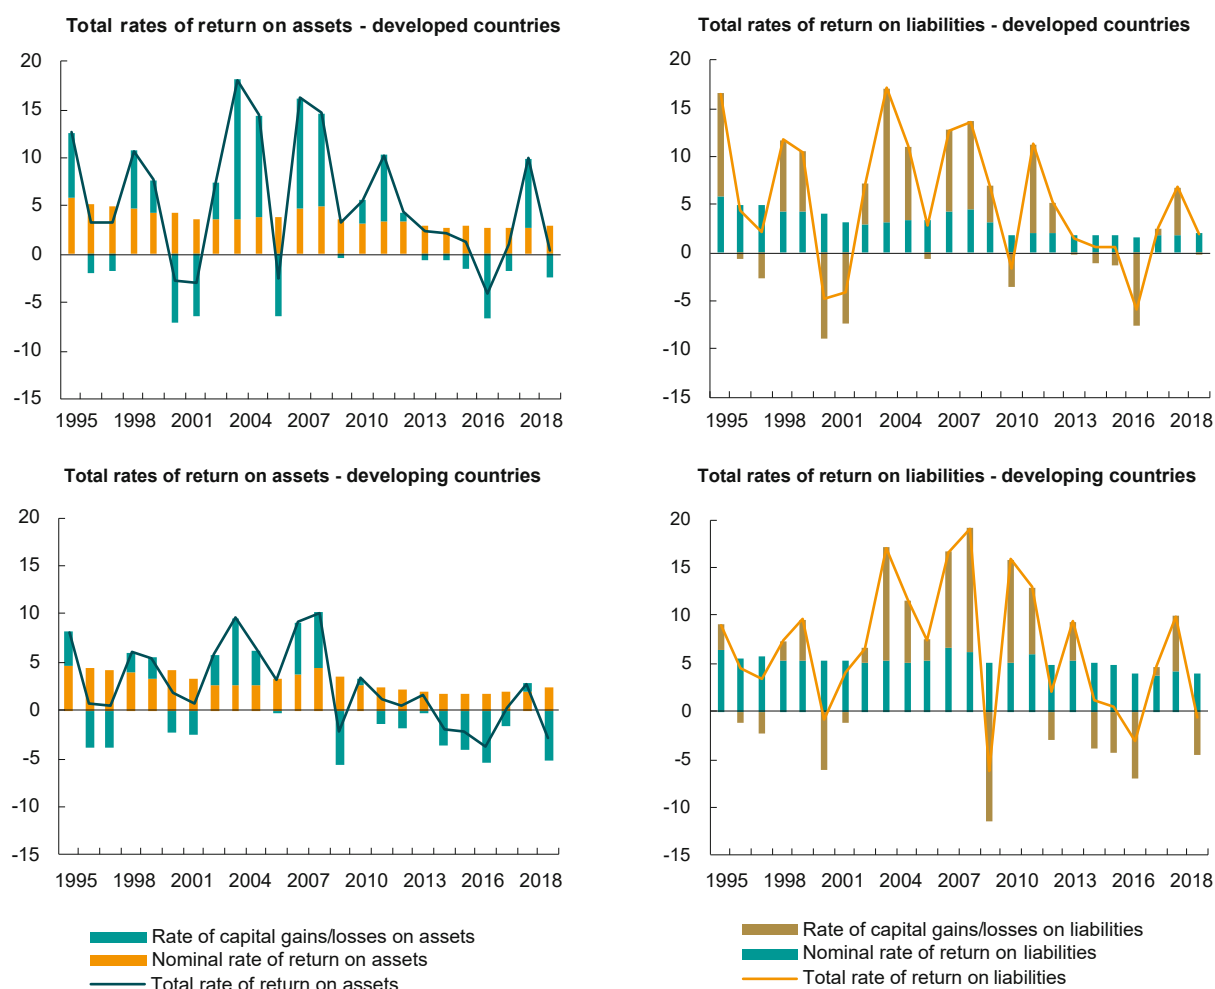 Total rates of return on assets - developed countries
20
15
10
5
0
-5
-10
-15
1995 1998 2001 2004 2007 2010 2013 2016 2018
Total rates of return on liabilities - developed countries
20
15
10
5
0
-5
-10
-15
1995 1998 2001 2004 2007 2010 2013 2016 2018
Total rates of return on assets - developing countries
20
15
10
5
0
-5
-10
-15
1995 1998 2001 2004 2007 2010 2013 2016 2018
Total rates of return on liabilities - developing countries
20
15
10
5
0
-5
-10
-15
1995 1998 2001 2004 2007 2010 2013 2016 2018
Rate of capital gains/losses on assets
Nominal rate of return on assets
Total rate of return on assets
Rate of capital gains/losses on liabilities
Nominal rate of return on liabilities
Total rate of return on liabilities